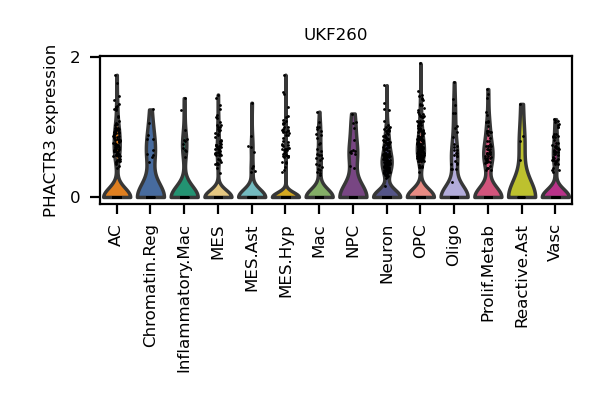 UKF260
PHACTR3 expression
2
0
AC
Chromatin.Reg
Inflammatory.Mac
MES
MES.Ast
MES.Hyp
Mac
NPC
Neuron
OPC
Oligo
Prolif.Metab
Reactive.Ast
Vasc